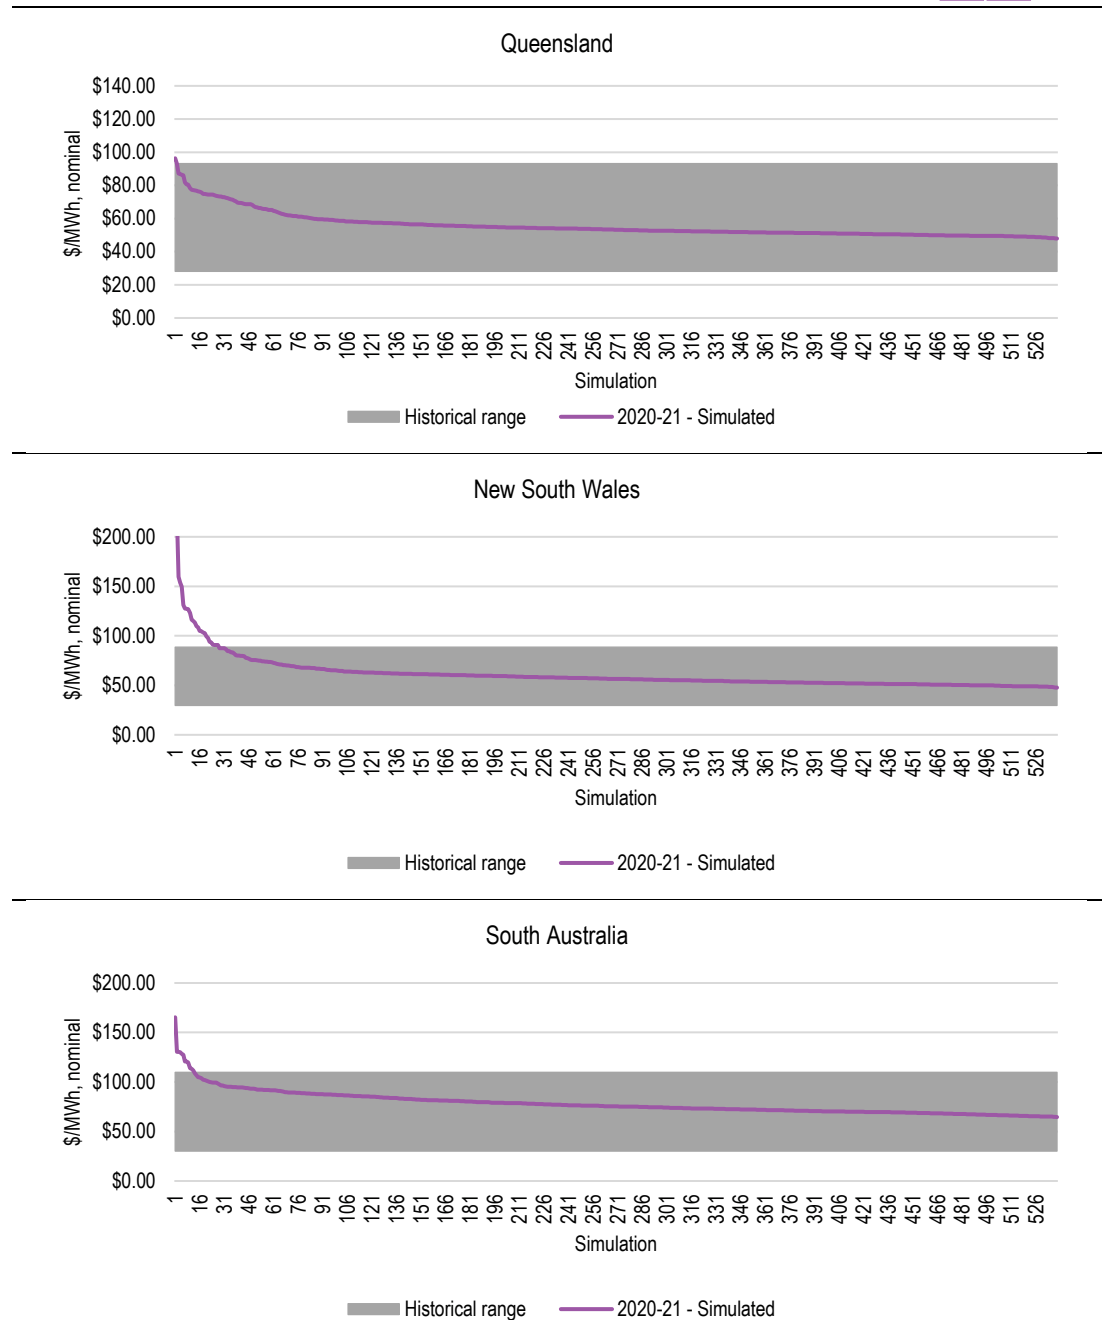 Queensland
$/MWh, nominal
$140.00
$120.00
$100.00
$80.00
$60.00
$40.00
$20.00
$0.00
1 16 31 46 61 76 91 106 121 136 151 166 181 196 211 226 241 256 271 286 301 316 331 346 361 376 391 406 421 436 451 466 481 496 511 526
Simulation
Historical range 2020-21 - Simulated
New South Wales
$/MWh, nominal
$200.00
$150.00
$100.00
$50.00
$0.00
1 16 31 46 61 76 91 106 121 136 151 166 181 196 211 226 241 256 271 286 301 316 331 346 361 376 391 406 421 436 451 466 481 496 511 526
Simulation
Historical range 2020-21 - Simulated
South Australia
$/MWh, nominal
$200.00
$150.00
$100.00
$50.00
$0.00
1 16 31 46 61 76 91 106 121 136 151 166 181 196 211 226 241 256 271 286 301 316 331 346 361 376 391 406 421 436 451 466 481 496 511 526
Simulation
Historical range 2020-21 - Simulated